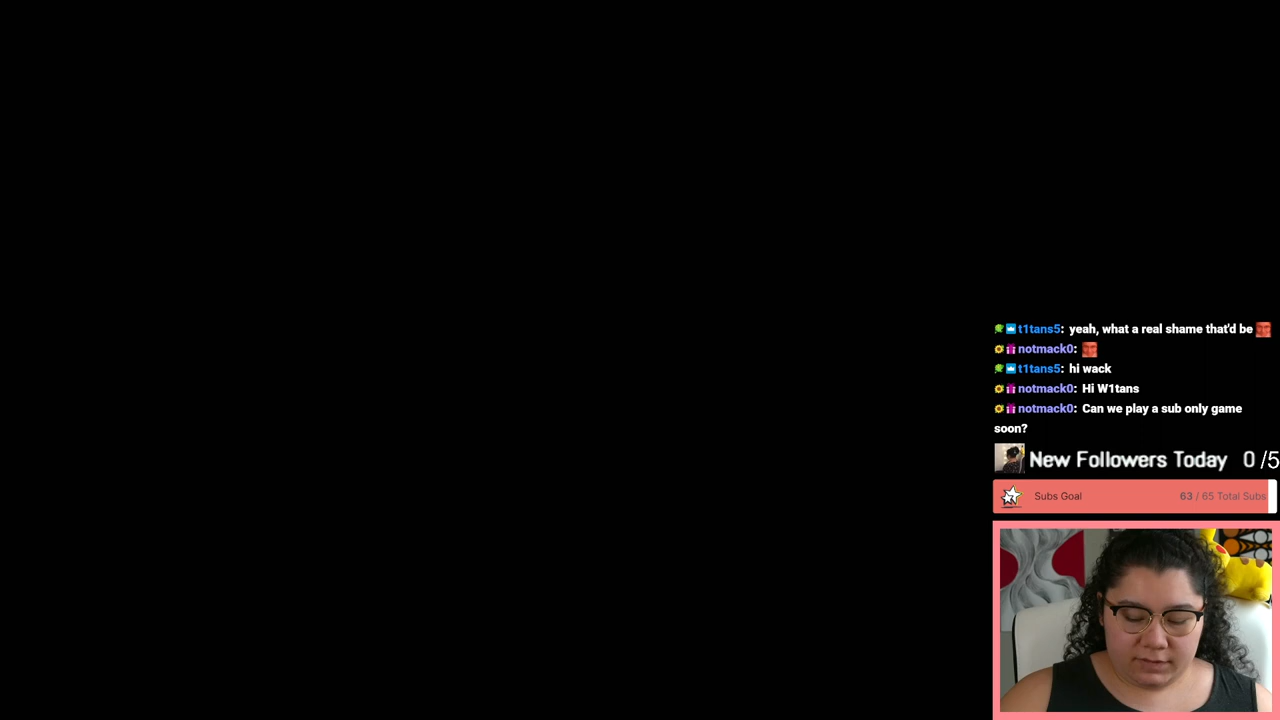 t1tans5: yeah, what a real shame that'd be
notmack0:
t1tans5: hi wack
notmack0: Hi W1tans
notmack0: Can we play a sub only game
soon?
New Followers Today 0 /5
Subs Goal 63 / 65 Total Subs